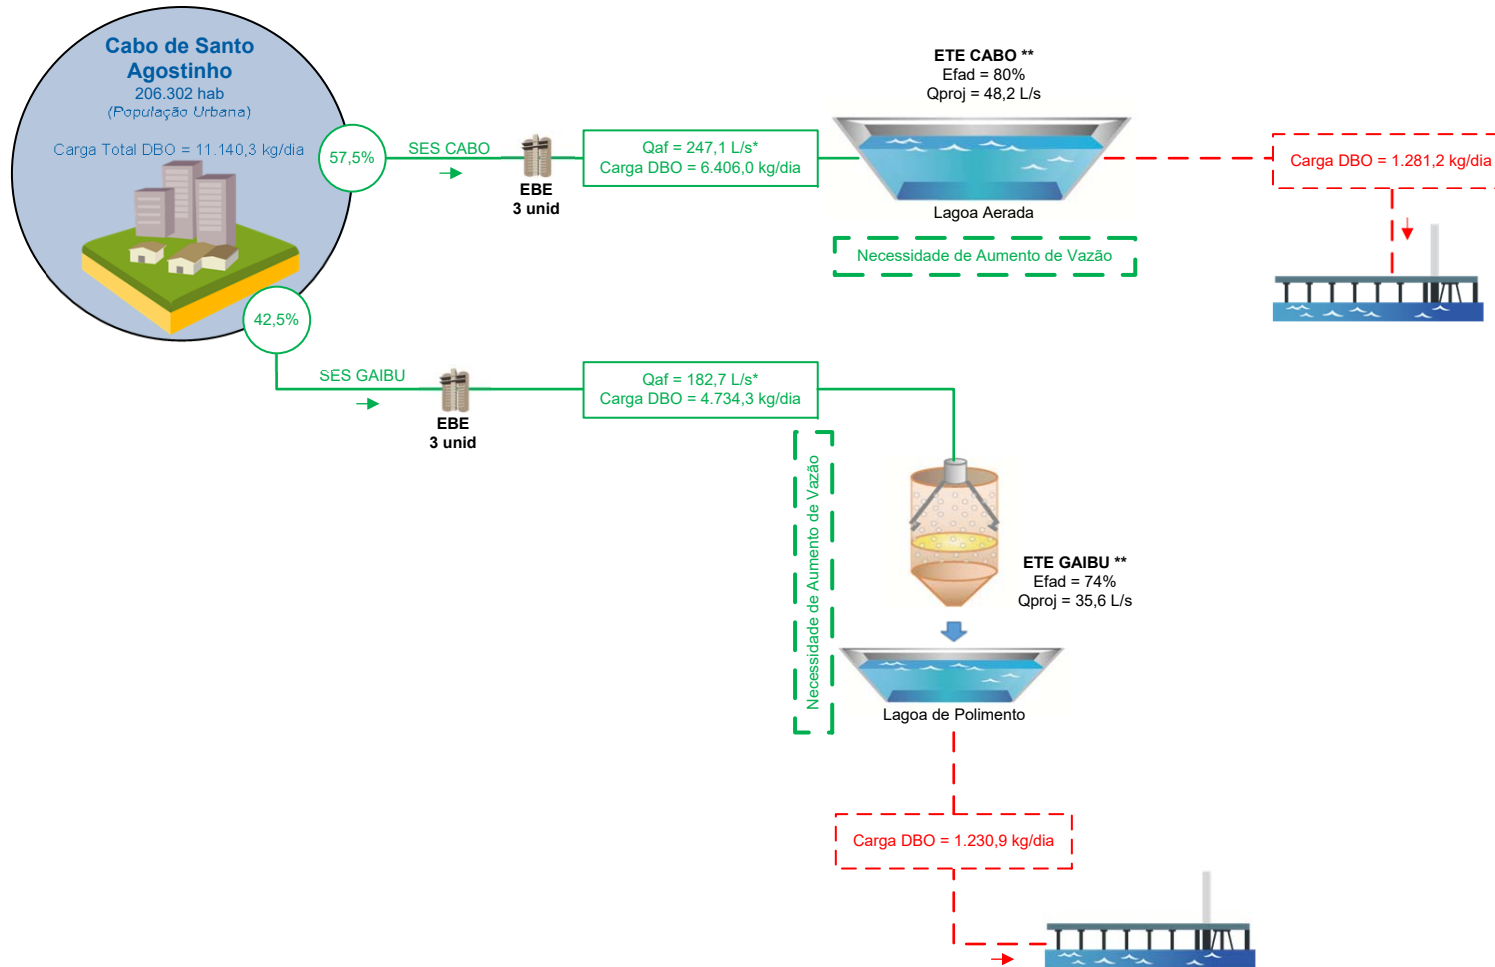 Cabo de Santo
Agostinho
206.302 hab
(População Urbana)
Carga Total DBO = 11.140,3 kg/dia
57,5%
SES CABO
EBE
3 unid
Qaf = 247,1 L/s*
Carga DBO = 6.406,0 kg/dia
ETE CABO **
Efad = 80%
Qproj = 48,2 L/s
Lagoa Aerada
Necessidade de Aumento de Vazão
Carga DBO = 1.281,2 kg/dia
42,5%
SES GAIBU
EBE
3 unid
Qaf = 182,7 L/s*
Carga DBO = 4.734,3 kg/dia
Necessidade de Aumento de Vazão
ETE GAIBU **
Efad = 74%
Qproj = 35,6 L/s
Lagoa de Polimento
Carga DBO = 1.230,9 kg/dia